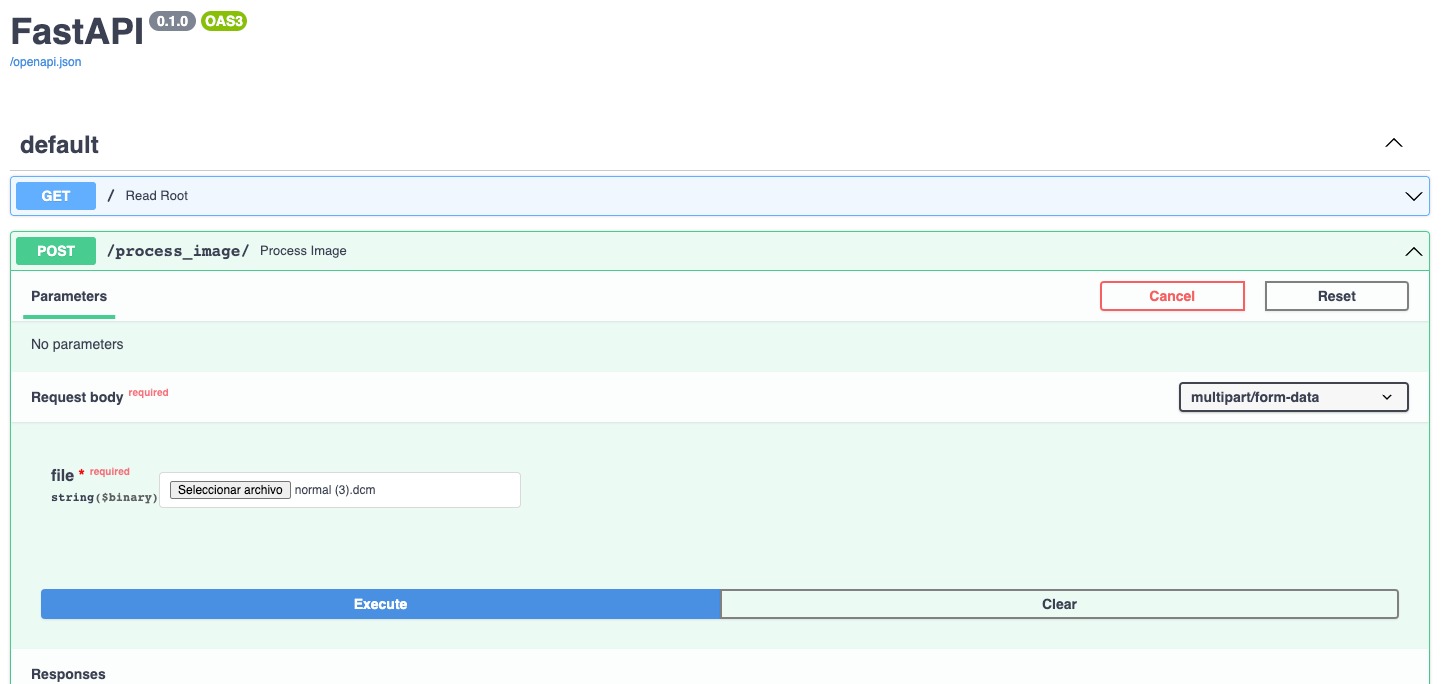 FastAPI 0.1.0 OAS3
/openapi.json
default
GET / Read Root
POST /process_image/ Process Image
Parameters Cancel Reset
No parameters
Request body required multipart/form-data
file * required
string($binary) Seleccionar archivo normal (3).dcm
Execute Clear
Responses